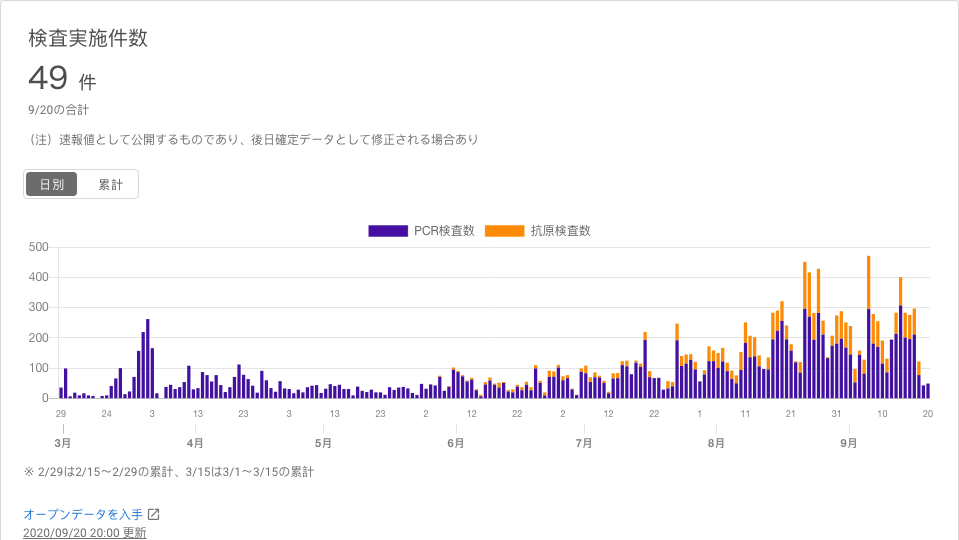 検査実施件数
49 件
9/20の合計
（注）速報値として公開するものであり、後日確定データとして修正される場合あり
日別 累計
PCR検査数 抗原検査数
500
400
300
200
100
0
29 24 3 13 23 3 13 23 2 12 22 2 12 22 1 11 21 31 10 20
3月 4月 5月 6月 7月 8月 9月
※ 2/29は2/15～2/29の累計、3/15は3/1～3/15の累計
オープンデータを入手
2020/09/20 20:00 更新